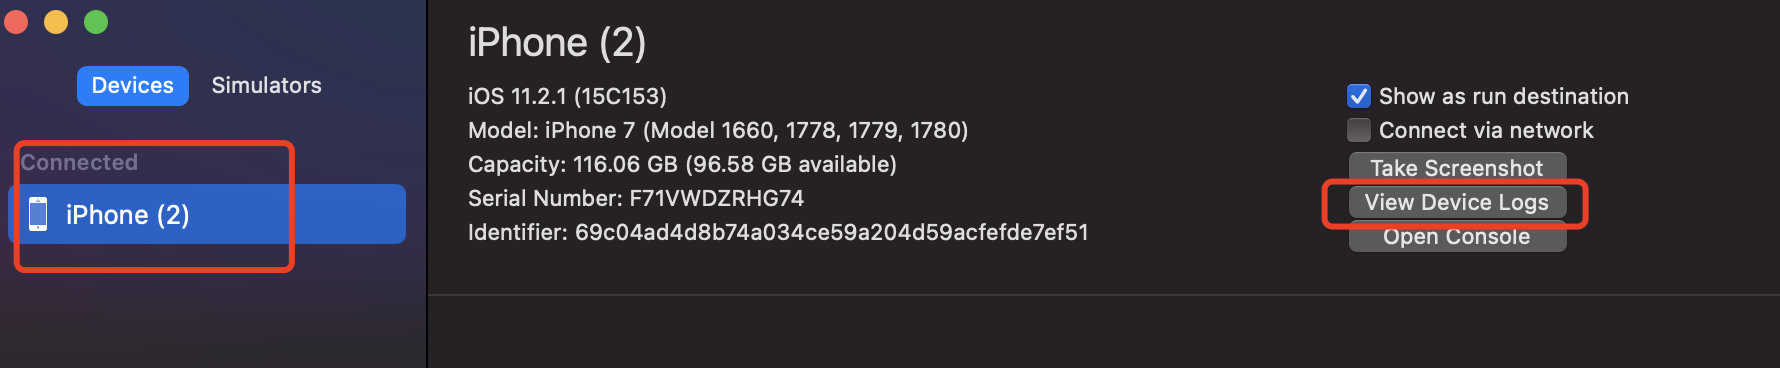 Devices
Simulators
Connected
iPhone (2)
iPhone (2)
iOS 11.2.1 (15C153)
Model: iPhone 7 (Model 1660, 1778, 1779, 1780)
Capacity: 116.06 GB (96.58 GB available)
Serial Number: F71VWDZRHG74
Identifier: 69c04ad4d8b74a034ce59a204d59acfefde7ef51
Show as run destination
Connect via network
Take Screenshot
View Device Logs
Open Console